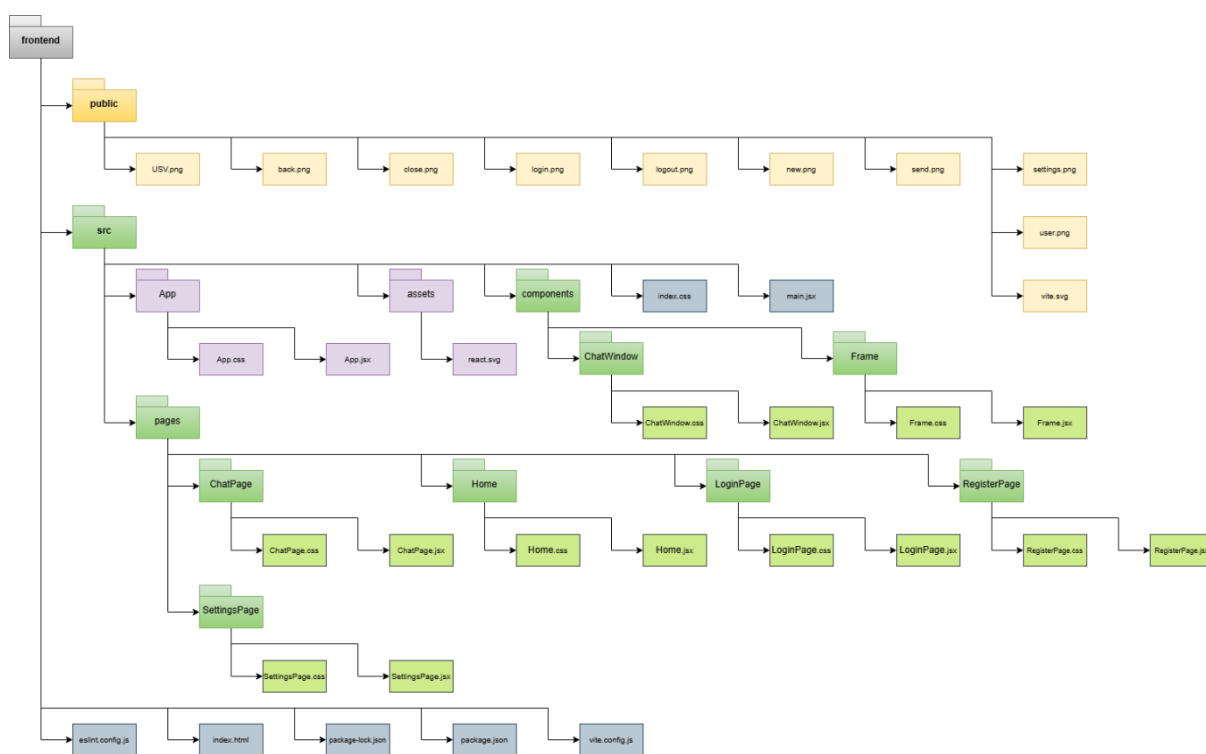 frontend
public
USV.png
back.png
close.png
login.png
logout.png
new.png
send.png
settings.png
src
user.png
App
assets
components
index.css
main.jsx
vite.svg
App.css
App.jsx
react.svg
ChatWindow
Frame
pages
ChatWindow.css
ChatWindow.jsx
Frame.css
Frame.jsx
ChatPage
Home
LoginPage
RegisterPage
ChatPage.css
ChatPage.jsx
Home.css
Home.jsx
LoginPage.css
LoginPage.jsx
RegisterPage.css
RegisterPage.jsx
SettingsPage
SettingsPage.css
SettingsPage.jsx
eslint.config.js
index.html
package-lock.json
package.json
vite.config.js